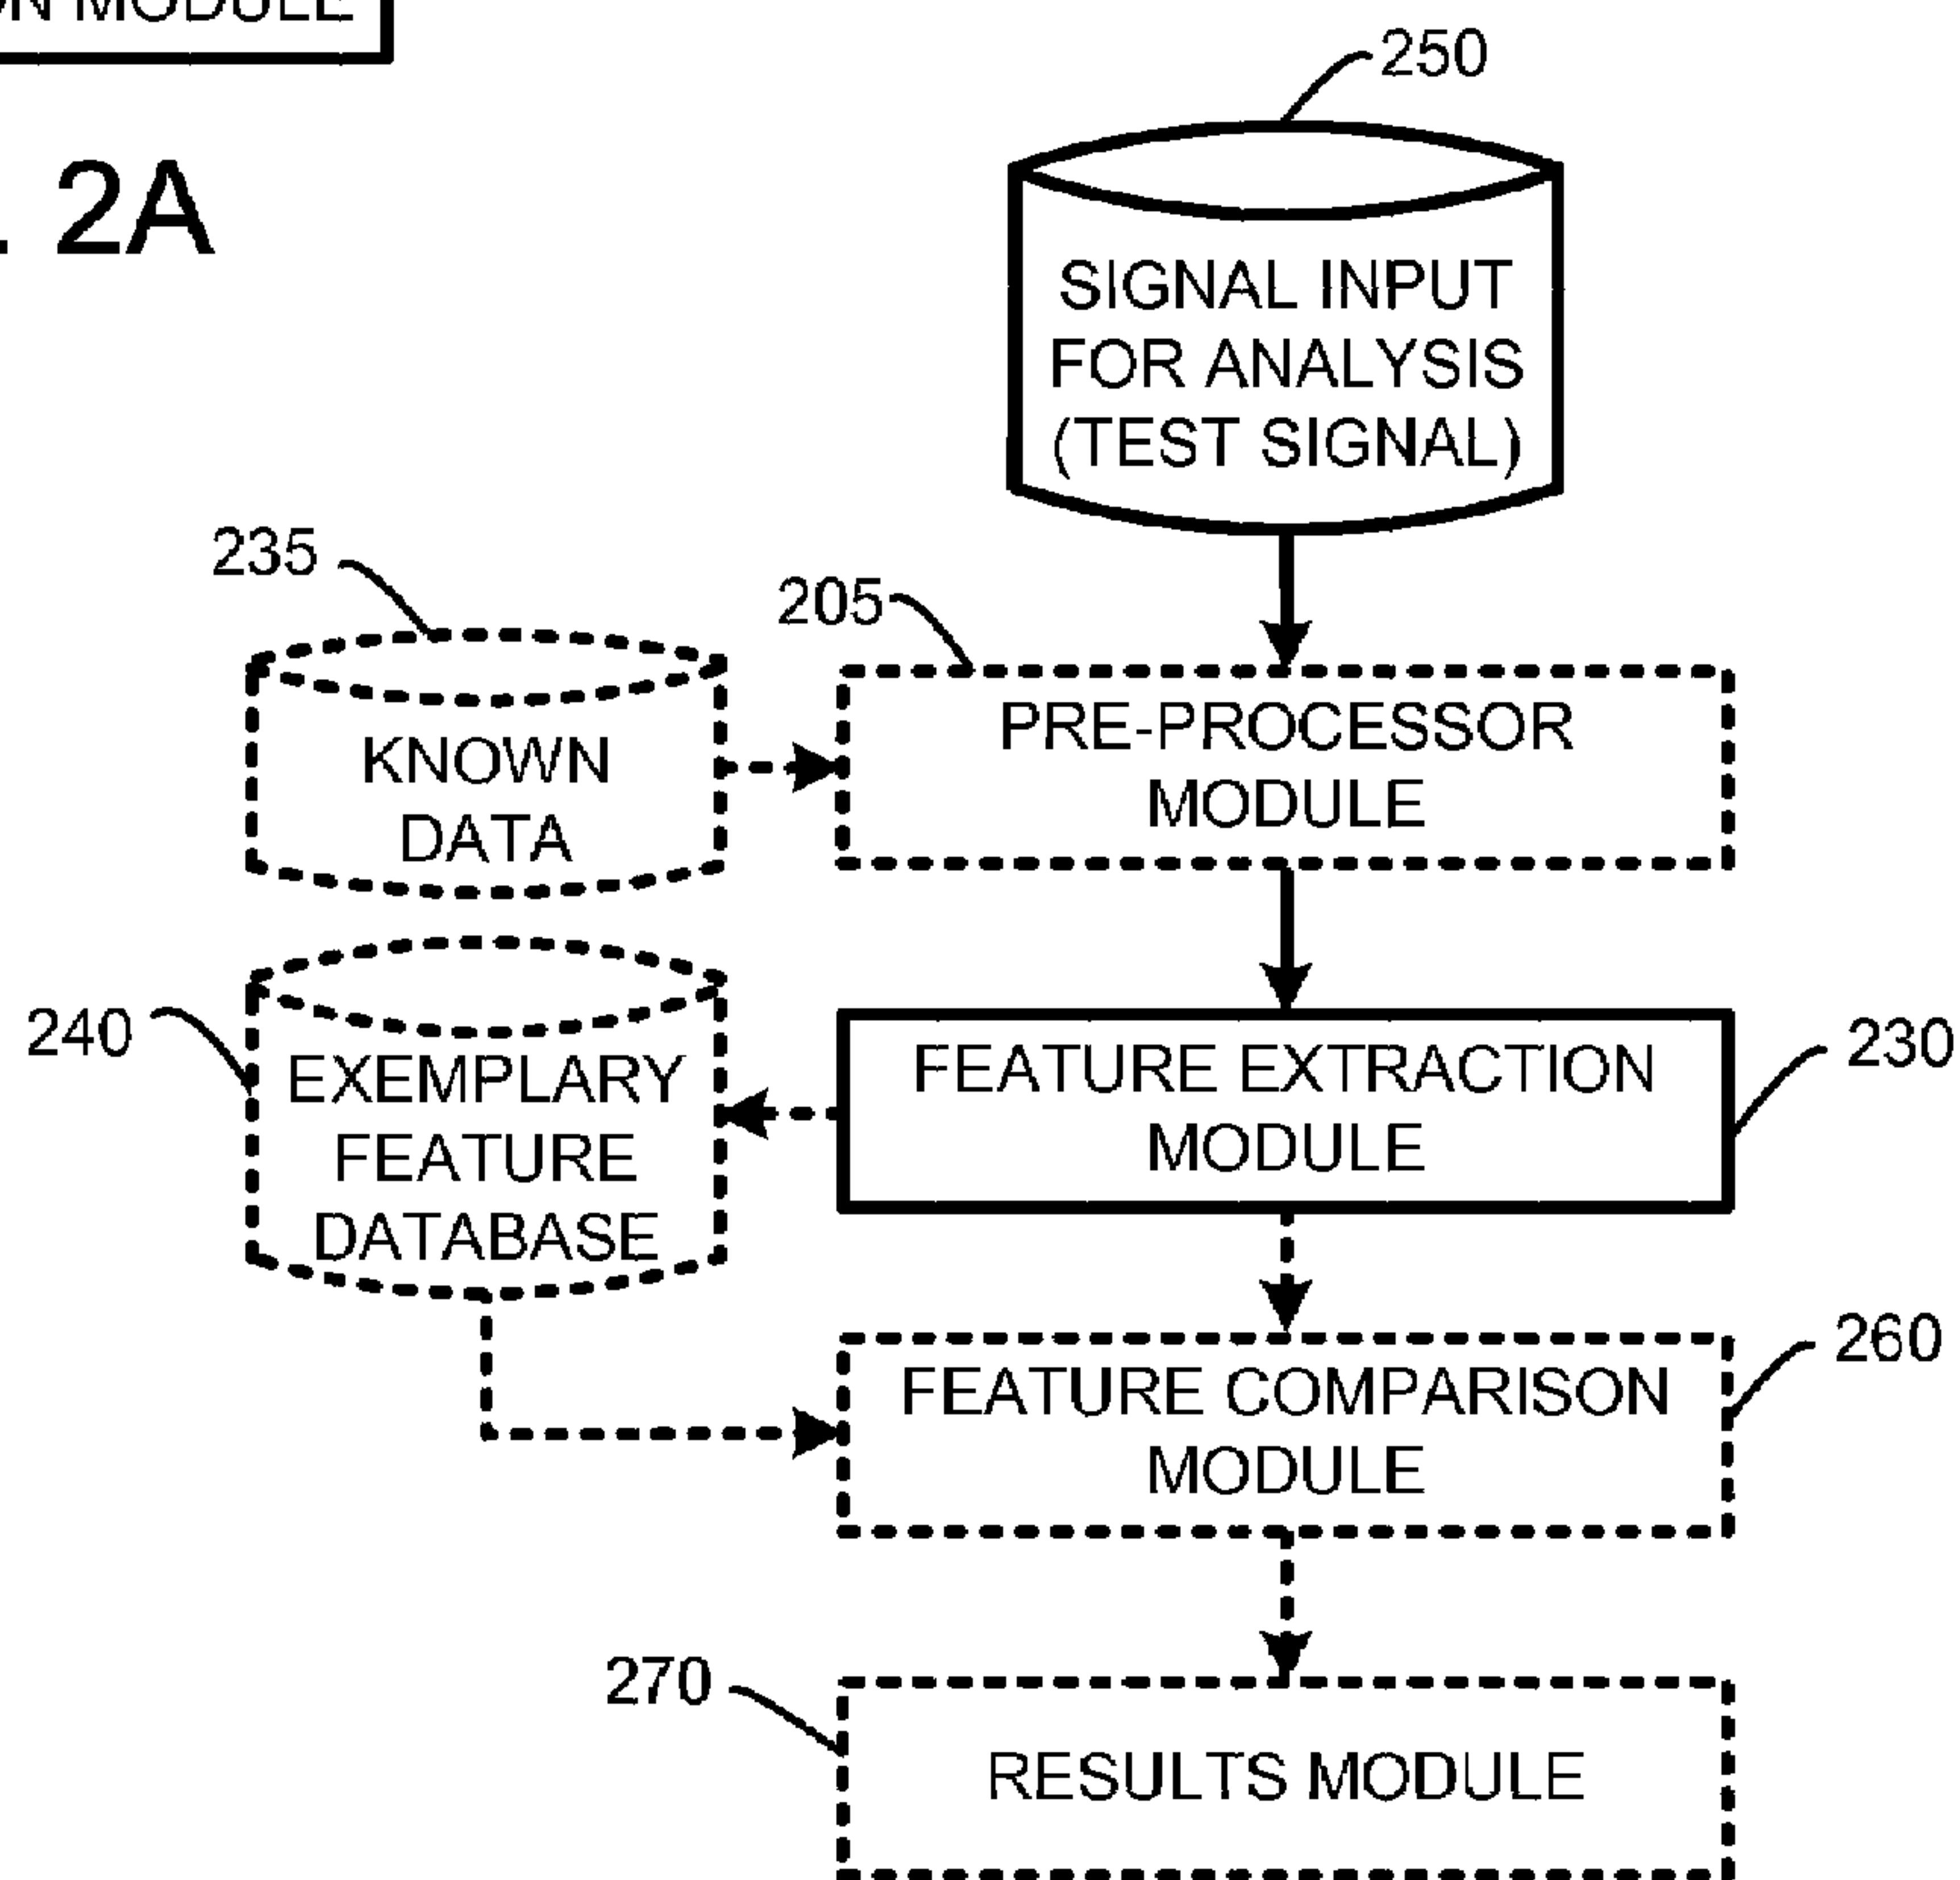 ON MODULE
. 2A
250
SIGNAL INPUT
FOR ANALYSIS
(TEST SIGNAL)
235
205
KNOWN
DATA
PRE-PROCESSOR
MODULE
240
EXEMPLARY
FEATURE
DATABASE
FEATURE EXTRACTION
MODULE
230
FEATURE COMPARISON
MODULE
260
270
RESULTS MODULE